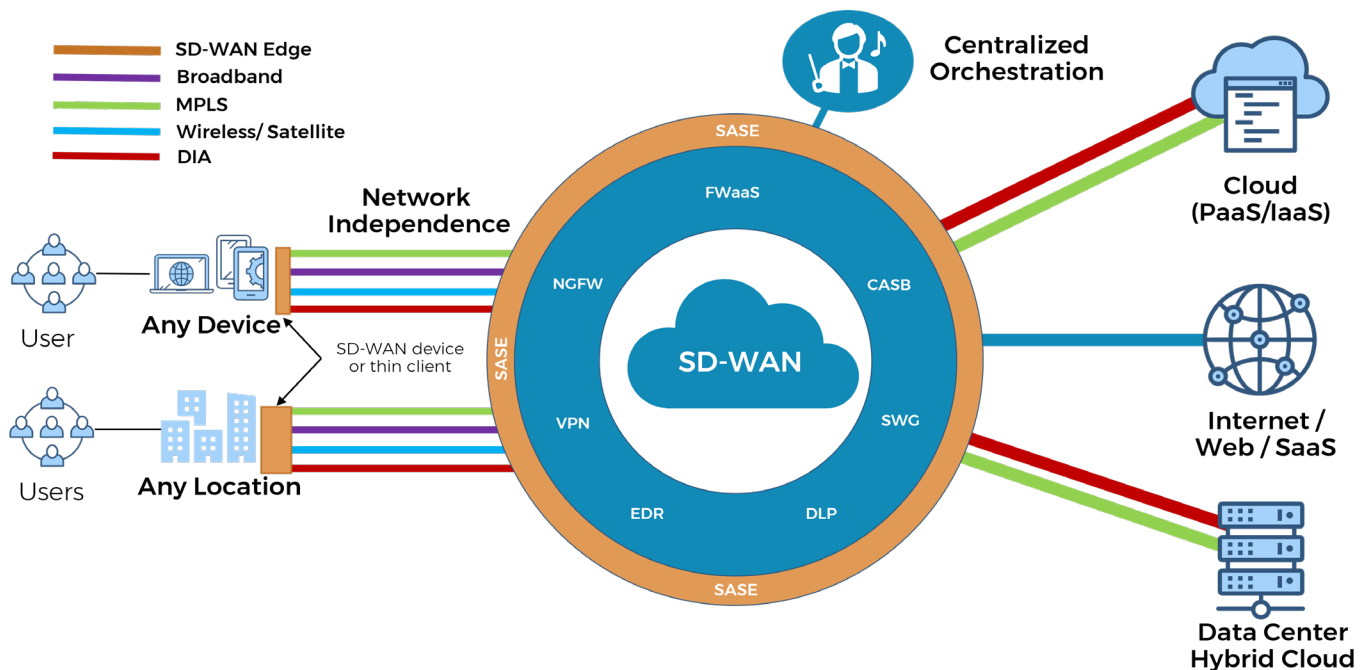 SD-WAN Edge
Broadband
MPLS
Wireless/ Satellite
DIA
Centralized
Orchestration
Network
Independence
User
Any Device
SD-WAN device
or thin client
Users
Any Location
SASE
SASE
SASE
FWaaS
NGFW
CASB
VPN
SWG
EDR
DLP
SD-WAN
Cloud
(PaaS/IaaS)
Internet /
Web / SaaS
Data Center
Hybrid Cloud